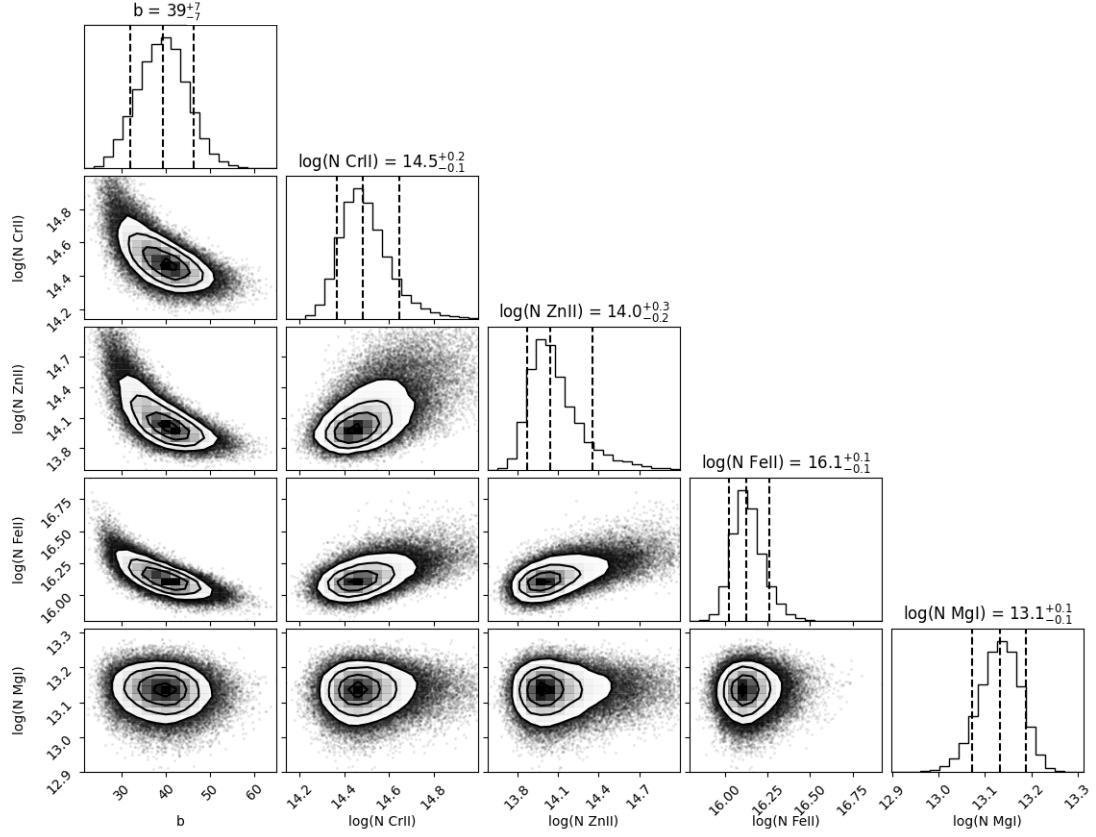 b = 39+7−7
log(N CrII) = 14.5+0.2−0.1
14.8
14.6
14.4
14.2
log(N CrII)
log(N ZnII) = 14.0+0.3−0.2
14.7
14.4
14.1
13.8
log(N ZnII)
log(N FeII) = 16.1+0.1−0.1
16.75
16.50
16.25
16.00
log(N FeII)
log(N MgI) = 13.1+0.1−0.1
13.3
13.2
13.1
13.0
12.9
log(N MgI)
30 40 50 60
14.2 14.4 14.6 14.8
13.8 14.1 14.4 14.7
16.00 16.25 16.50 16.75
12.9 13.0 13.1 13.2 13.3
b
log(N CrII)
log(N ZnII)
log(N FeII)
log(N MgI)